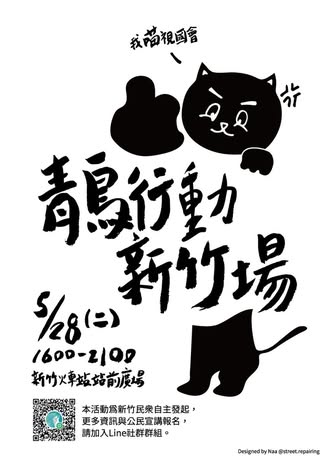 我喵視國會
青鳥行動
新竹場
5/28(二)
1600-2100
新竹火車站站前廣場
本活動為新竹民衆自主發起，
更多資訊與公民宣講報名，
請加入Line社群群組。
Designed by Naa @street.repairing